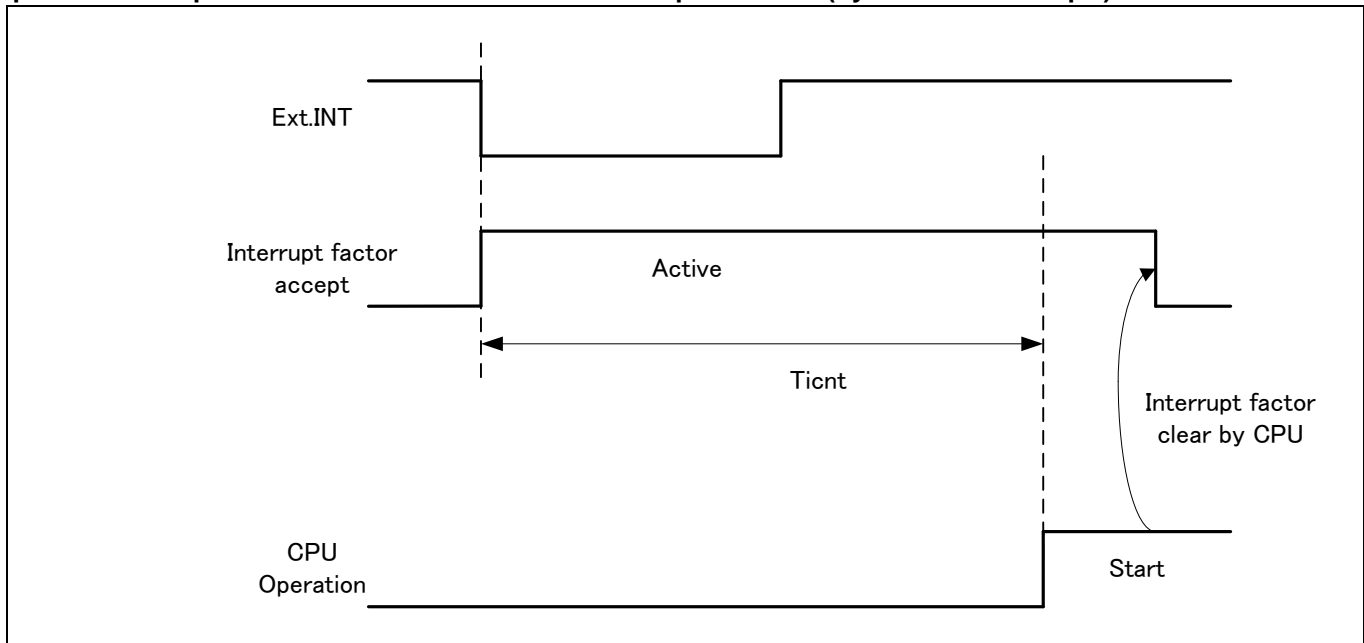 Ext.INT
Interrupt factor
accept
Active
Ticnt
Interrupt factor
clear by CPU
CPU
Operation
Start